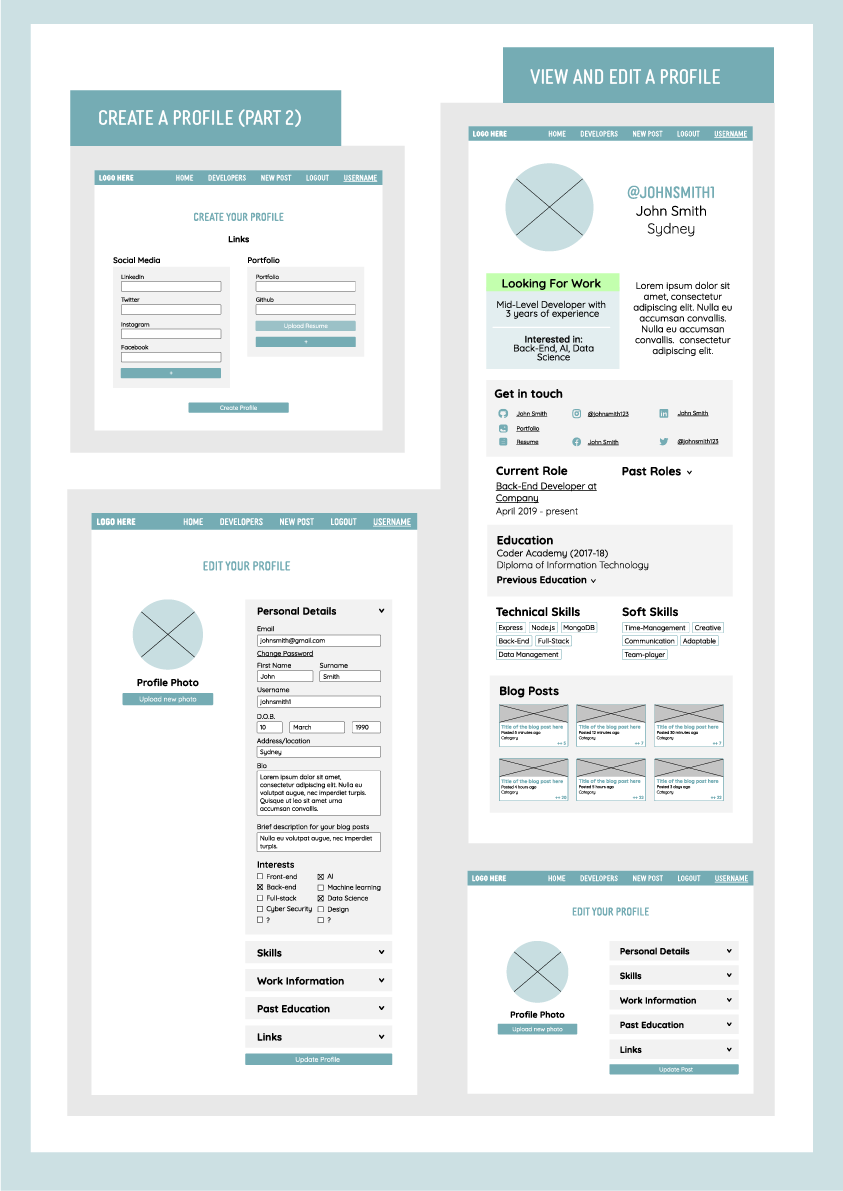 CREATE A PROFILE (PART 2)
LOGO HERE HOME DEVELOPERS NEW POST LOGOUT USERNAME
CREATE YOUR PROFILE
Links
Social Media
LinkedIn
Twitter
Instagram
Facebook
+
Portfolio
Portfolio
Github
Upload Resume
+
Create Profile
VIEW AND EDIT A PROFILE
LOGO HERE HOME DEVELOPERS NEW POST LOGOUT USERNAME
@JOHNSMITH1
John Smith
Sydney
Looking For Work
Mid-Level Developer with
3 years of experience
Interested in:
Back-End, AI, Data
Science
Lorem ipsum dolor sit
amet, consectetur
adipiscing elit. Nulla eu
accumsan convallis.
Nulla eu accumsan
convallis. consectetur
adipiscing elit.
Get in touch
John Smith @johnsmith123 John Smith
Portfolio
Resume John Smith @johnsmith123
Current Role
Back-End Developer at
Company
April 2019 - present
Past Roles
Education
Coder Academy (2017-18)
Diploma of Information Technology
Previous Education
Technical Skills
Express Node.js MongoDB
Back-End Full-Stack
Data Management
Soft Skills
Time-Management Creative
Communication Adaptable
Team-player
Blog Posts
Title of the blog post here
Posted 5 minutes ago
Category
++ 2
Title of the blog post here
Posted 12 minutes ago
Category
++ 7
Title of the blog post here
Posted 30 minutes ago
Category
++ 7
Title of the blog post here
Posted 4 hours ago
Category
Title of the blog post here
Posted 9 hours ago
Category
++ 32
Title of the blog post here
Posted 3 days ago
Category
++ 22
LOGO HERE HOME DEVELOPERS NEW POST LOGOUT USERNAME
EDIT YOUR PROFILE
Profile Photo
Upload new photo
Personal Details
Email
johnsmith@gmail.com
Change Password
First Name Surname
John Smith
Username
johnsmith1
D.O.B.
10 March 1990
Address/location
Sydney
Bio
Lorem ipsum dolor sit amet,
consectetur adipiscing elit. Nulla eu
volutpat augue, nec imperdiet turpis.
Quisque ut leo sit amet urna
accumsan convallis.
Brief description for your blog posts
Nulla eu volutpat augue, nec imperdiet
turpis.
Interests
Front-end AI
Back-end Machine learning
Full-stack Data Science
Cyber Security Design
? ?
Skills
Work Information
Past Education
Links
Update Profile
LOGO HERE HOME DEVELOPERS NEW POST LOGOUT USERNAME
EDIT YOUR PROFILE
Profile Photo
Upload new photo
Personal Details
Skills
Work Information
Past Education
Links
Update Post